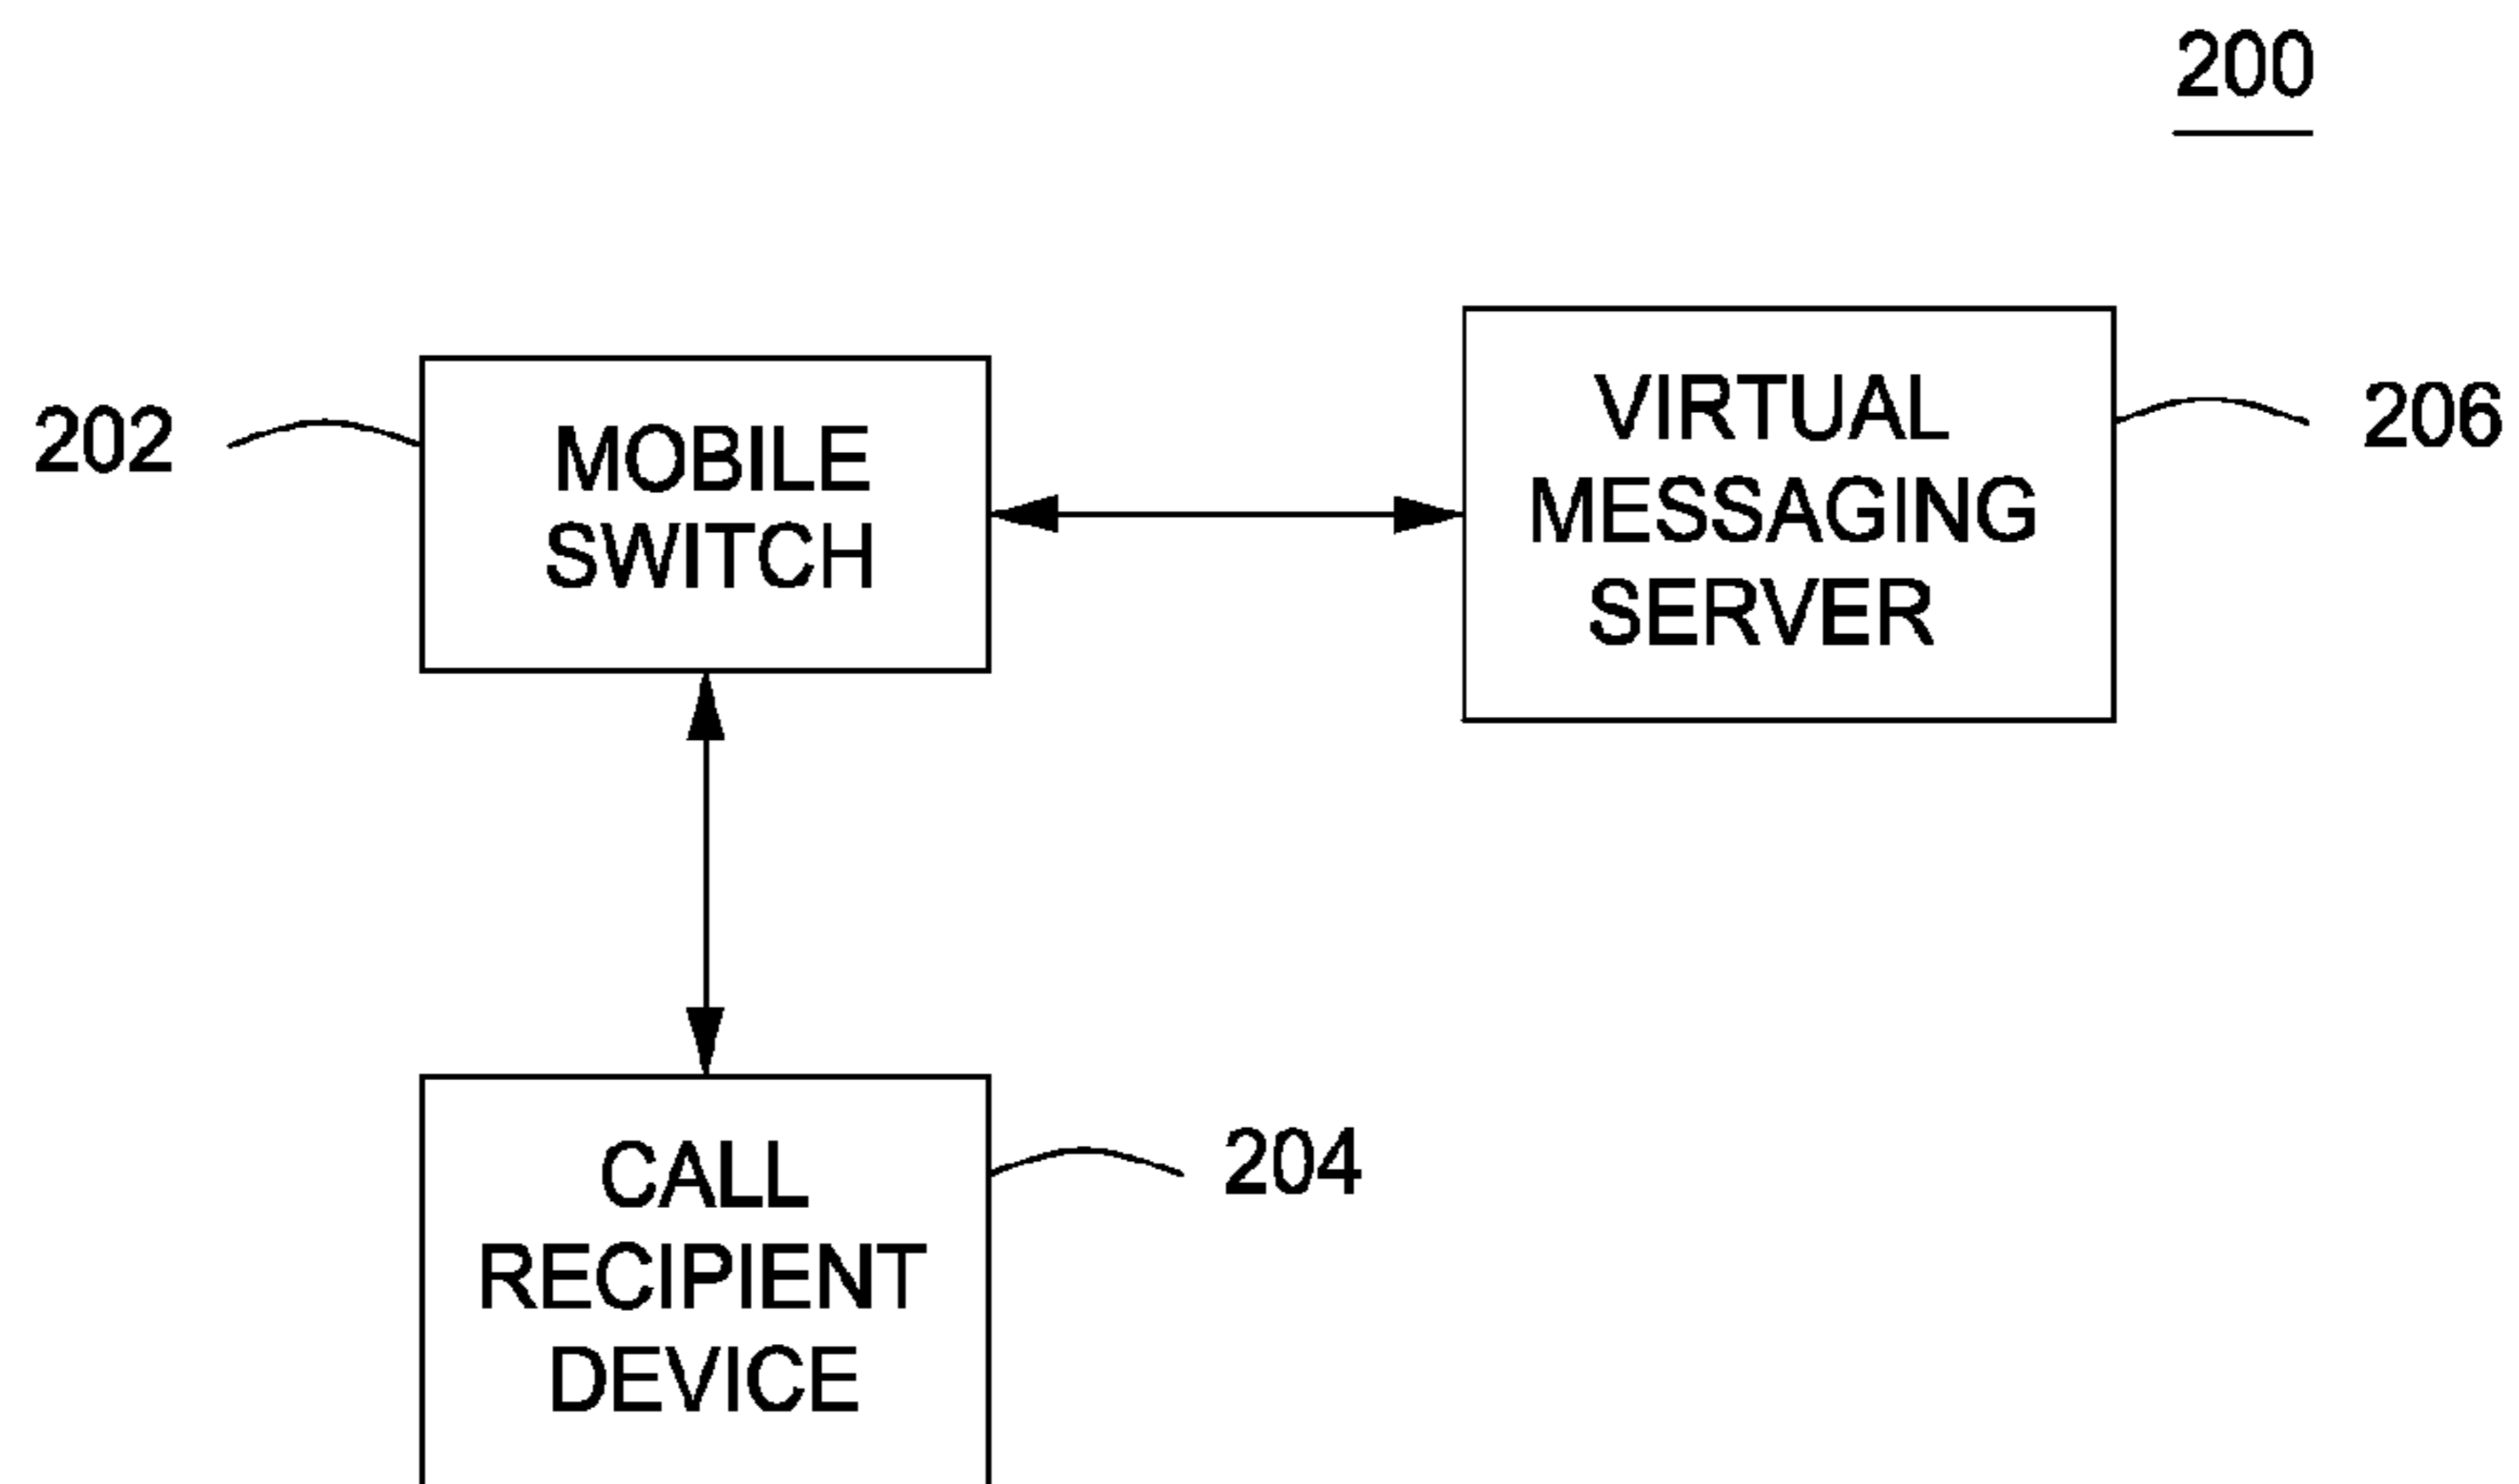 200
202
MOBILE
SWITCH
VIRTUAL
MESSAGING
SERVER
206
CALL
RECIPIENT
DEVICE
204